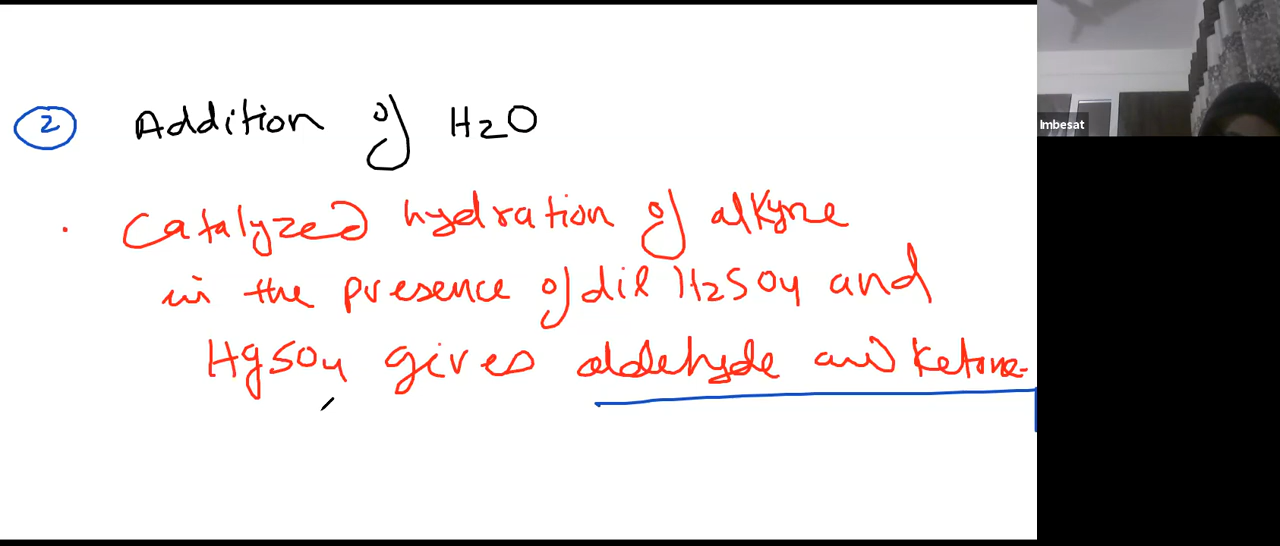 2 Addition of H2O
Imbesat
. Catalyzed hydration of alkyne
in the presence of dil H2SO4 and
HgSO4 gives aldehyde and Ketone